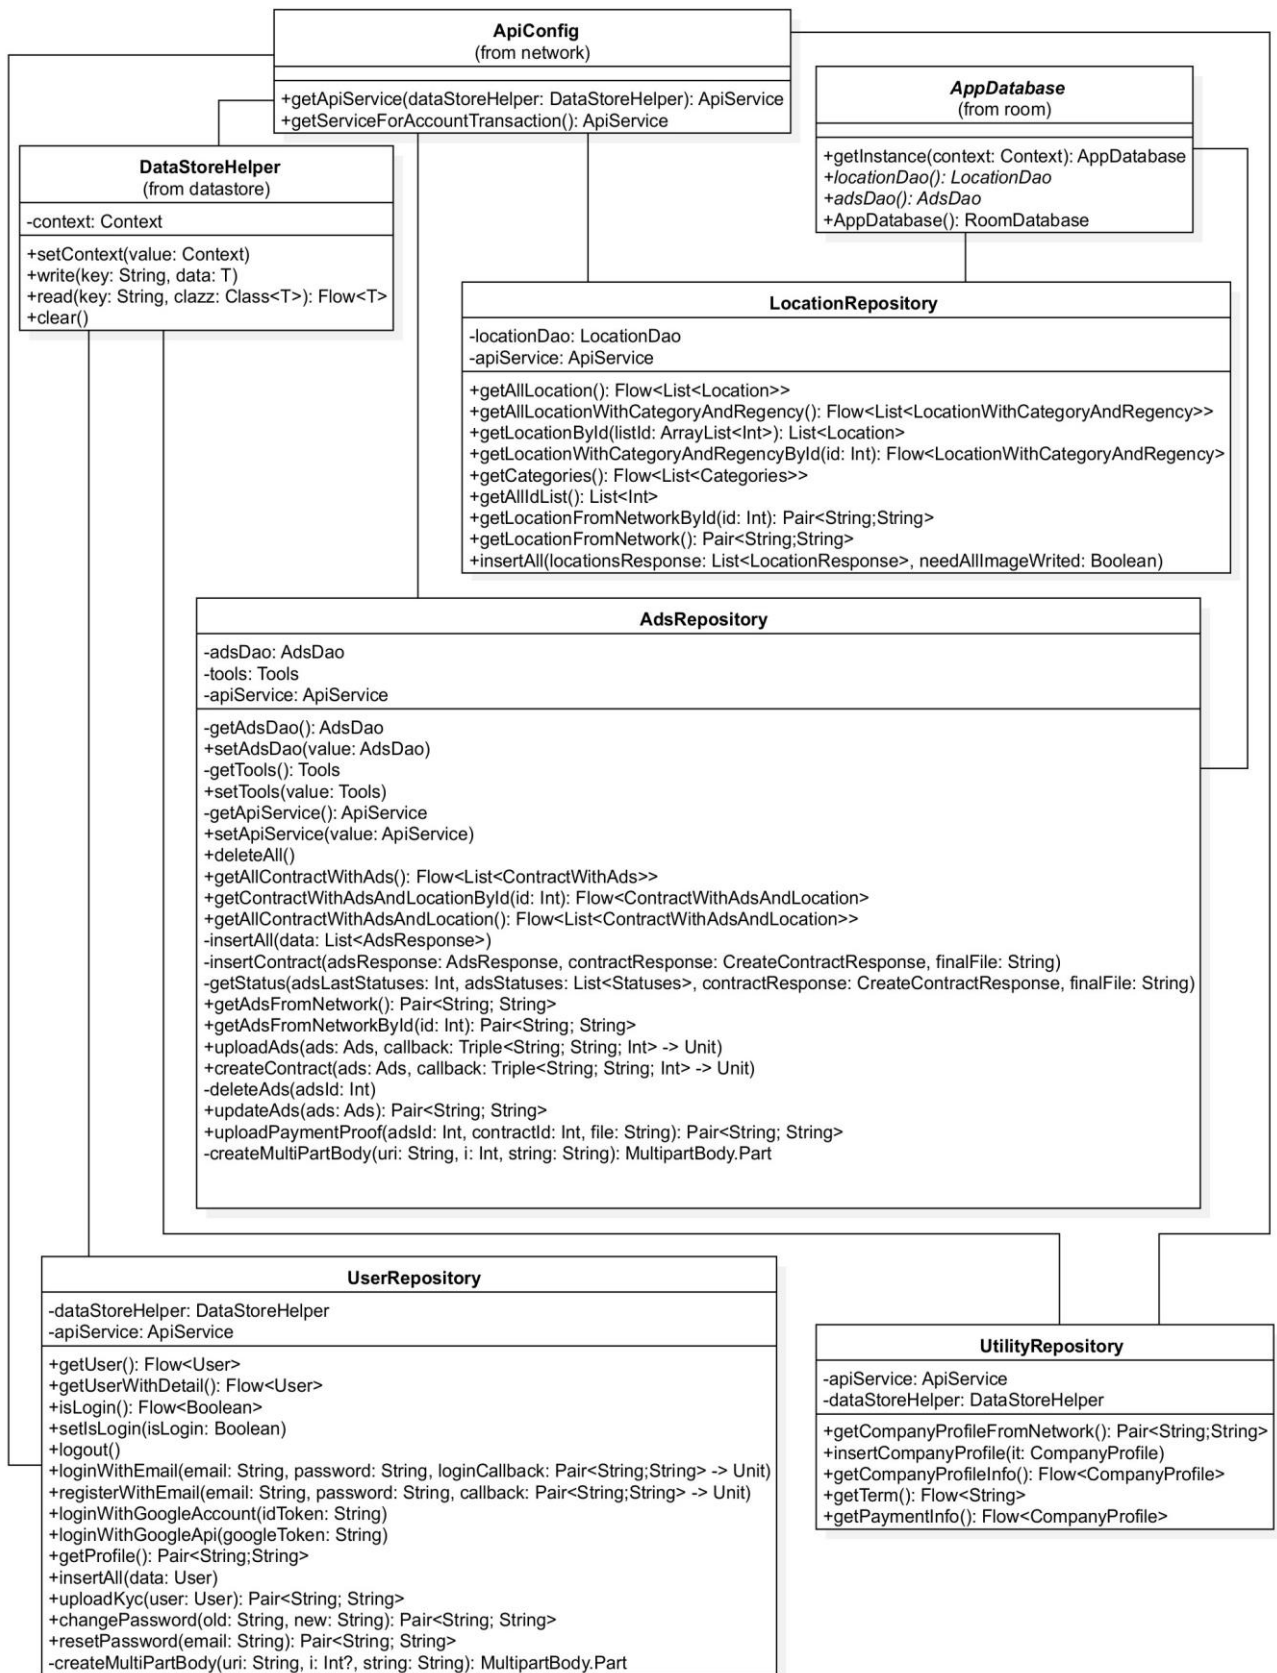 ApiConfig
(from network)
+getApiService(dataStoreHelper: DataStoreHelper): ApiService
+getServiceForAccountTransaction(): ApiService
AppDatabase
(from room)
+getInstance(context: Context): AppDatabase
+locationDao(): LocationDao
+adsDao(): AdsDao
+AppDatabase(): RoomDatabase
DataStoreHelper
(from datastore)
-context: Context
+setContext(value: Context)
+write(key: String, data: T)
+read(key: String, clazz: Class<T>): Flow<T>
+clear()
LocationRepository
-locationDao: LocationDao
-apiService: ApiService
+getAllLocation(): Flow<List<Location>>
+getAllLocationWithCategoryAndRegency(): Flow<List<LocationWithCategoryAndRegency>>
+getLocationById(listId: ArrayList<Int>): List<Location>
+getLocationWithCategoryAndRegencyById(id: Int): Flow<LocationWithCategoryAndRegency>
+getCategories(): Flow<List<Categories>>
+getAllIdList(): List<Int>
+getLocationFromNetworkById(id: Int): Pair<String;String>
+getLocationFromNetwork(): Pair<String;String>
+insertAll(locationsResponse: List<LocationResponse>, needAllImageWrited: Boolean)
AdsRepository
-adsDao: AdsDao
-tools: Tools
-apiService: ApiService
-getAdsDao(): AdsDao
+setAdsDao(value: AdsDao)
-getTools(): Tools
+setTools(value: Tools)
-getApiService(): ApiService
+setApiService(value: ApiService)
+deleteAll()
+getAllContractWithAds(): Flow<List<ContractWithAds>>
+getContractWithAdsAndLocationById(id: Int): Flow<ContractWithAdsAndLocation>
+getAllContractWithAdsAndLocation(): Flow<List<ContractWithAdsAndLocation>>
-insertAll(data: List<AdsResponse>)
-insertContract(adsResponse: AdsResponse, contractResponse: CreateContractResponse, finalFile: String)
-getStatus(adsLastStatuses: Int, adsStatuses: List<Statuses>, contractResponse: CreateContractResponse, finalFile: String)
+getAdsFromNetwork(): Pair<String; String>
+getAdsFromNetworkById(id: Int): Pair<String; String>
+uploadAds(ads: Ads, callback: Triple<String; String; Int> -> Unit)
+createContract(ads: Ads, callback: Triple<String; String; Int> -> Unit)
-deleteAds(adsId: Int)
+updateAds(ads: Ads): Pair<String; String>
+uploadPaymentProof(adsId: Int, contractId: Int, file: String): Pair<String; String>
-createMultiPartBody(uri: String, i: Int, string: String): MultipartBody.Part
UserRepository
-dataStoreHelper: DataStoreHelper
-apiService: ApiService
+getUser(): Flow<User>
+getUserWithDetail(): Flow<User>
+isLogin(): Flow<Boolean>
+setIsLogin(isLogin: Boolean)
+logout()
+loginWithEmail(email: String, password: String, loginCallback: Pair<String;String> -> Unit)
+registerWithEmail(email: String, password: String, callback: Pair<String;String> -> Unit)
+loginWithGoogleAccount(idToken: String)
+loginWithGoogleApi(googleToken: String)
+getProfile(): Pair<String;String>
+insertAll(data: User)
+uploadKyc(user: User): Pair<String; String>
+changePassword(old: String, new: String): Pair<String; String>
+resetPassword(email: String): Pair<String; String>
-createMultiPartBody(uri: String, i: Int?, string: String): MultipartBody.Part
UtilityRepository
-apiService: ApiService
-dataStoreHelper: DataStoreHelper
+getCompanyProfileFromNetwork(): Pair<String;String>
+insertCompanyProfile(it: CompanyProfile)
+getCompanyProfileInfo(): Flow<CompanyProfile>
+getTerm(): Flow<String>
+getPaymentInfo(): Flow<CompanyProfile>